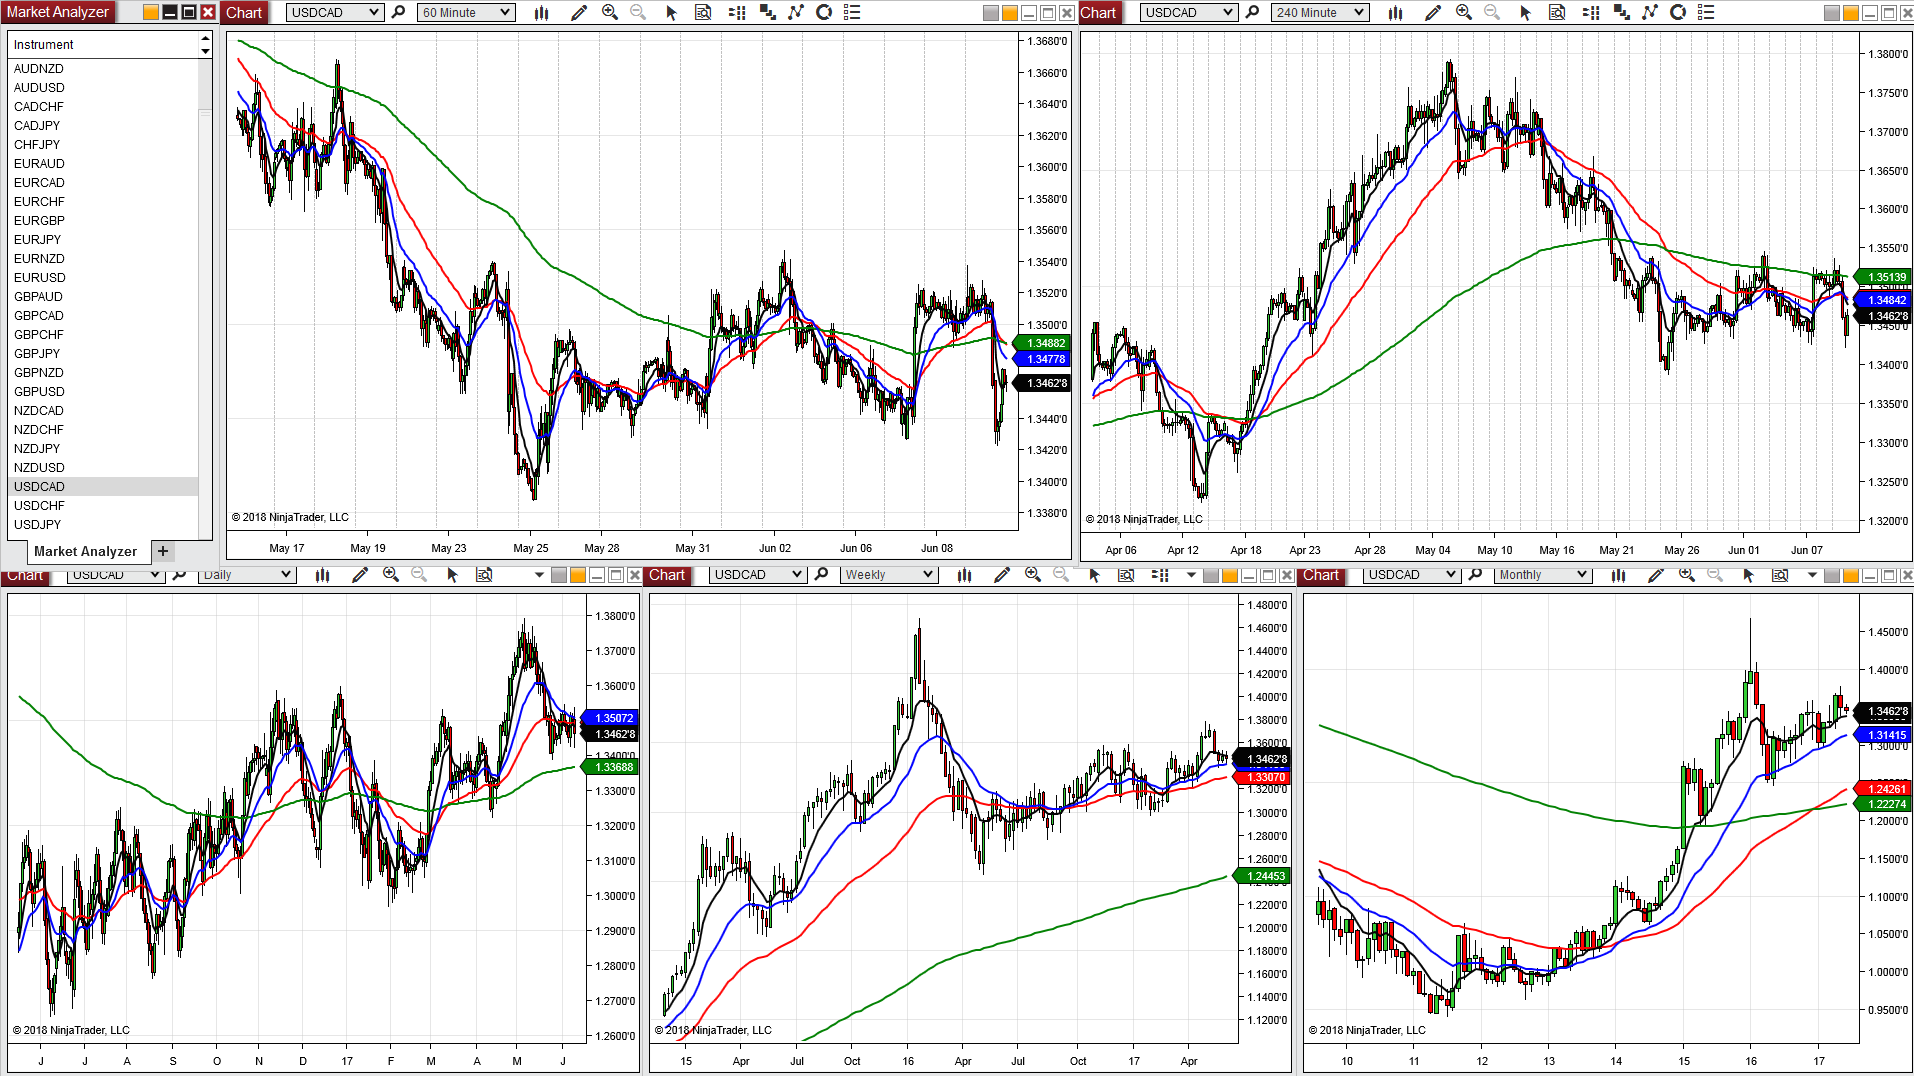 Market Analyzer
Instrument
AUDNZD
AUDUSD
CADCHF
CADJPY
CHFJPY
EURAUD
EURCAD
EURCHF
EURGBP
EURJPY
EURNZD
EURUSD
GBPAUD
GBPCAD
GBPCHF
GBPJPY
GBPNZD
GBPUSD
NZDCAD
NZDCHF
NZDJPY
NZDUSD
USDCAD
USDCHF
USDJPY
Market Analyzer +
Chart USDCAD 60 Minute
1.3680'0
1.3660'0
1.3640'0
1.3620'0
1.3600'0
1.3580'0
1.3560'0
1.3540'0
1.3520'0
1.3500'0
1.34882
1.34778
1.3462'8
1.3440'0
1.3420'0
1.3400'0
1.3380'0
© 2018 NinjaTrader, LLC
May 17 May 19 May 23 May 25 May 28 May 31 Jun 02 Jun 06 Jun 08
Chart USDCAD 240 Minute
1.3800'0
1.3750'0
1.3700'0
1.3650'0
1.3600'0
1.3550'0
1.35139
1.34842
1.3462'8
1.3450'0
1.3400'0
1.3350'0
1.3300'0
1.3250'0
1.3200'0
© 2018 NinjaTrader, LLC
Apr 06 Apr 12 Apr 18 Apr 23 Apr 28 May 04 May 10 May 16 May 21 May 26 Jun 01 Jun 07
Chart USDCAD Daily
1.3800'0
1.3700'0
1.3600'0
1.35072
1.3462'8
1.3400'0
1.33688
1.3300'0
1.3200'0
1.3100'0
1.3000'0
1.2900'0
1.2800'0
1.2700'0
1.2600'0
© 2018 NinjaTrader, LLC
J J A S O N D 17 F M A M J
Chart USDCAD Weekly
1.4800'0
1.4600'0
1.4400'0
1.4200'0
1.4000'0
1.3800'0
1.3600'0
1.3462'8
1.33070
1.3200'0
1.3000'0
1.2800'0
1.2600'0
1.24453
1.2200'0
1.2000'0
1.1800'0
1.1600'0
1.1400'0
1.1200'0
© 2018 NinjaTrader, LLC
15 Apr Jul Oct 16 Apr Jul Oct 17 Apr
Chart USDCAD Monthly
1.4500'0
1.4000'0
1.3462'8
1.31415
1.3000'0
1.24261
1.22274
1.2000'0
1.1500'0
1.1000'0
1.0500'0
1.0000'0
0.9500'0
© 2018 NinjaTrader, LLC
10 11 12 13 14 15 16 17